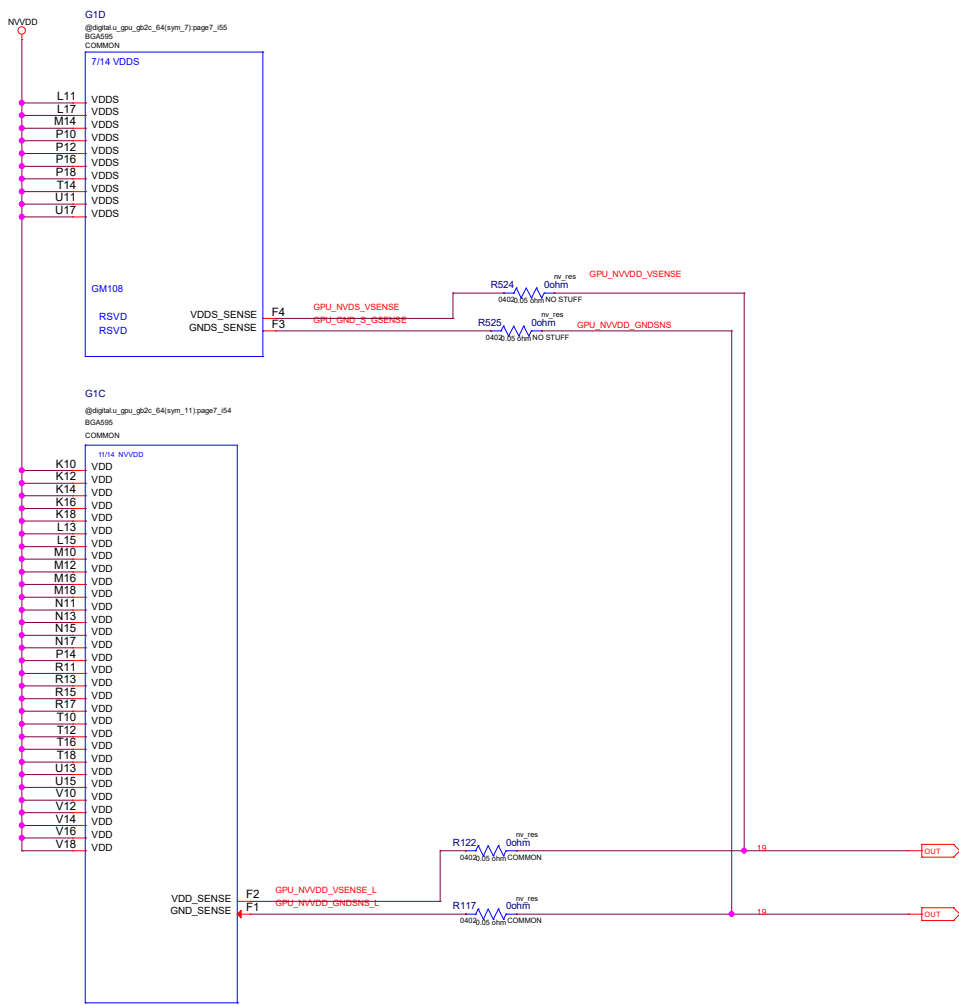 NVVDD
G1D
@digital.u_gpu_gb2c_64(sym_7):page7_i55
BGA595
COMMON
7/14 VDDS
L11 VDDS
L17 VDDS
M14 VDDS
P10 VDDS
P12 VDDS
P16 VDDS
P18 VDDS
T14 VDDS
U11 VDDS
U17 VDDS
GM108
RSVD VDDS_SENSE F4 GPU_NVDS_VSENSE
RSVD GNDS_SENSE F3 GPU_GND_S_GSENSE
nv_res
R524 0ohm GPU_NVVDD_VSENSE
0402 0.05 ohm NO STUFF
nv_res
R525 0ohm GPU_NVVDD_GNDSNS
0402 0.05 ohm NO STUFF
G1C
@digital.u_gpu_gb2c_64(sym_11):page7_i54
BGA595
COMMON
11/14 NVVDD
K10 VDD
K12 VDD
K14 VDD
K16 VDD
K18 VDD
L13 VDD
L15 VDD
M10 VDD
M12 VDD
M16 VDD
M18 VDD
N11 VDD
N13 VDD
N15 VDD
N17 VDD
P14 VDD
R11 VDD
R13 VDD
R15 VDD
R17 VDD
T10 VDD
T12 VDD
T16 VDD
T18 VDD
U13 VDD
U15 VDD
V10 VDD
V12 VDD
V14 VDD
V16 VDD
V18 VDD
nv_res
R122 0ohm 19 OUT
0402 0.05 ohm COMMON
VDD_SENSE F2 GPU_NVVDD_VSENSE_L
GND_SENSE F1 GPU_NVVDD_GNDSNS_L
nv_res
R117 0ohm 19 OUT
0402 0.05 ohm COMMON